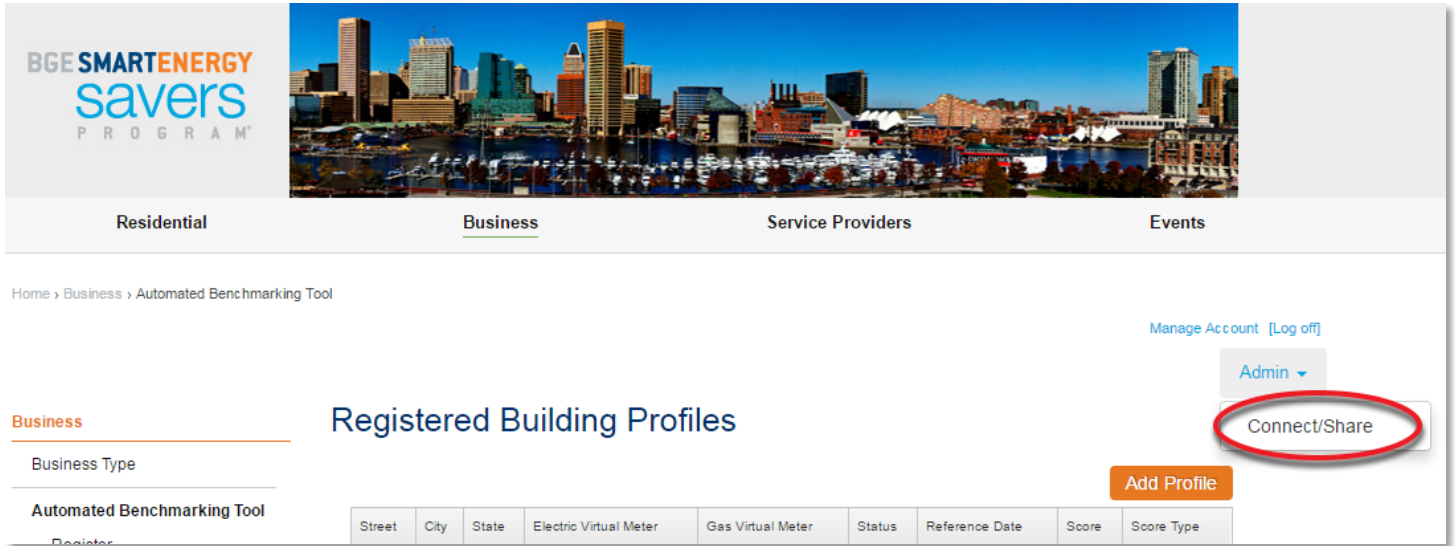 BGE SMARTENERGY
savers
PROGRAM®
Residential Business Service Providers Events
Home › Business › Automated Benchmarking Tool
Manage Account [Log off]
Admin
Business
Registered Building Profiles
Connect/Share
Business Type
Add Profile
Automated Benchmarking Tool
Street City State Electric Virtual Meter Gas Virtual Meter Status Reference Date Score Score Type
Register